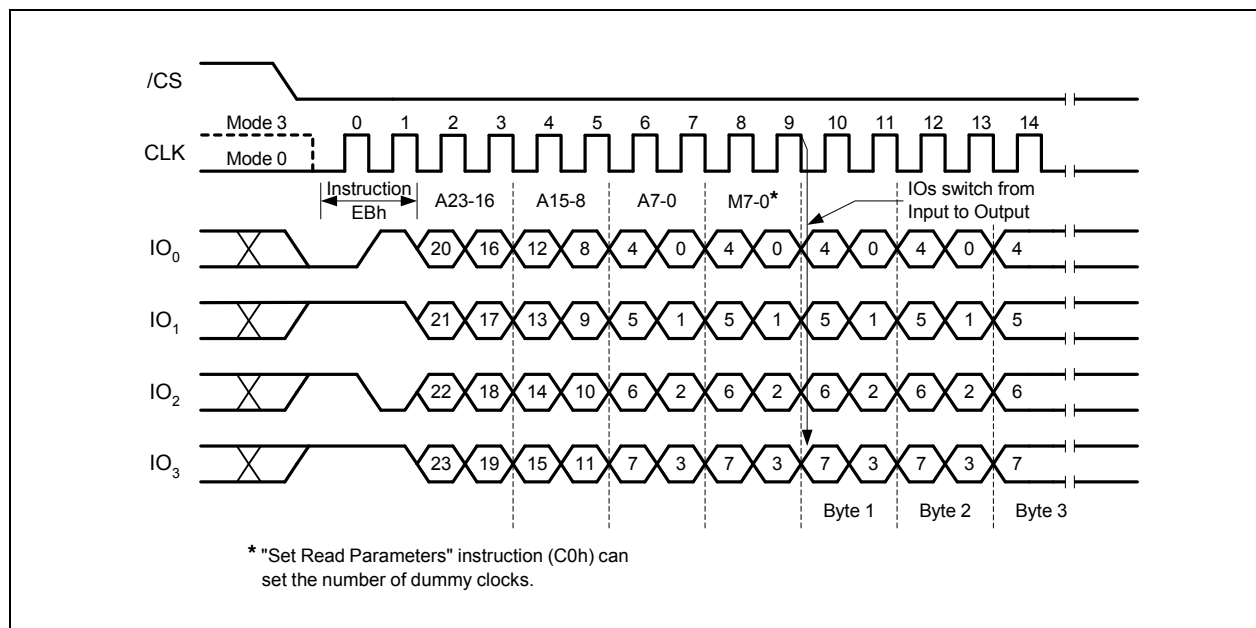 /CS
Mode 3 0 1 2 3 4 5 6 7 8 9 10 11 12 13 14
CLK
Mode 0
Instruction
EBh
A23-16 A15-8 A7-0 M7-0*
IOs switch from
Input to Output
IO0 20 16 12 8 4 0 4 0 4 0 4 0 4
IO1 21 17 13 9 5 1 5 1 5 1 5 1 5
IO2 22 18 14 10 6 2 6 2 6 2 6 2 6
IO3 23 19 15 11 7 3 7 3 7 3 7 3 7
Byte 1 Byte 2 Byte 3
* "Set Read Parameters" instruction (C0h) can
set the number of dummy clocks.